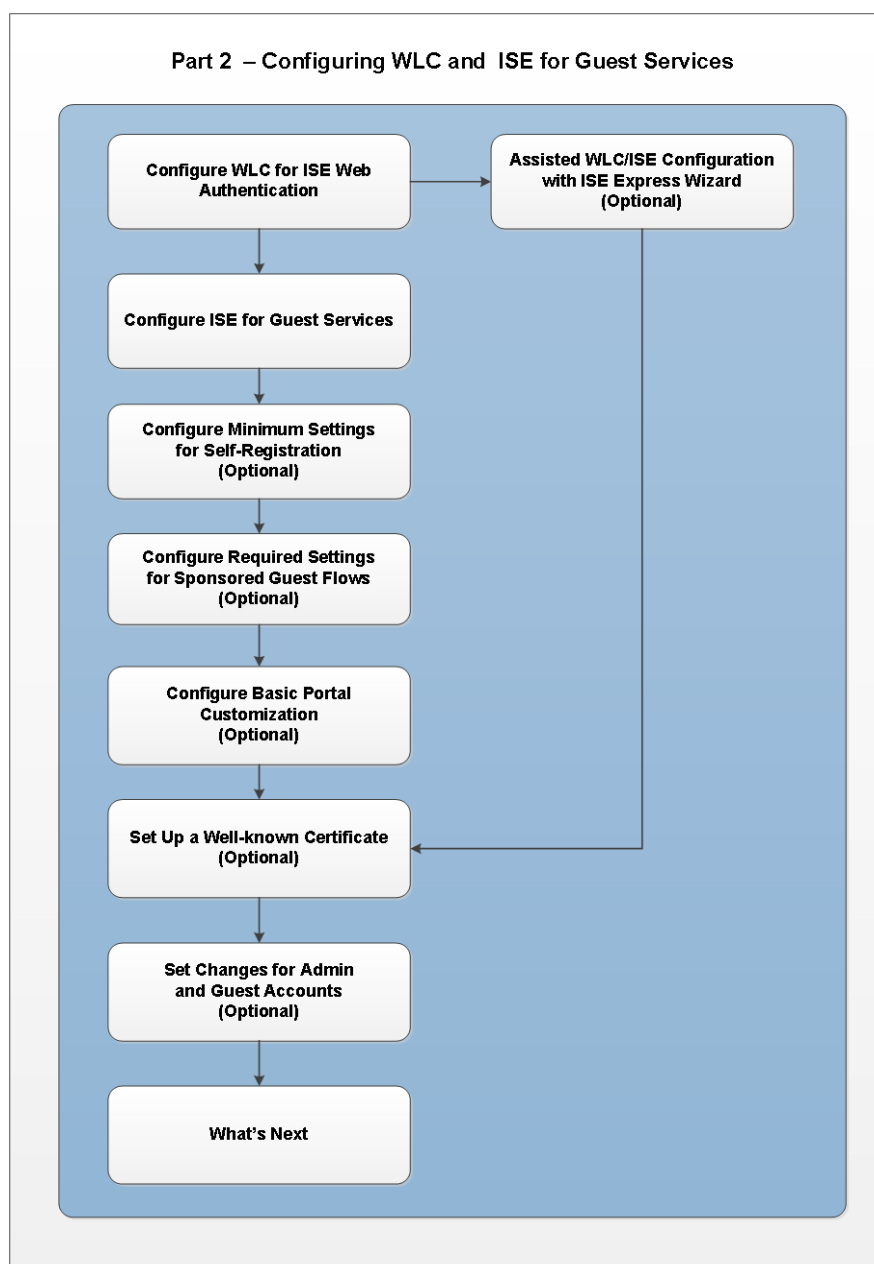 Part 2 – Configuring WLC and ISE for Guest Services
Configure WLC for ISE Web
Authentication
Assisted WLC/ISE Configuration
with ISE Express Wizard
(Optional)
Configure ISE for Guest Services
Configure Minimum Settings
for Self-Registration
(Optional)
Configure Required Settings
for Sponsored Guest Flows
(Optional)
Configure Basic Portal
Customization
(Optional)
Set Up a Well-known Certificate
(Optional)
Set Changes for Admin
and Guest Accounts
(Optional)
What's Next